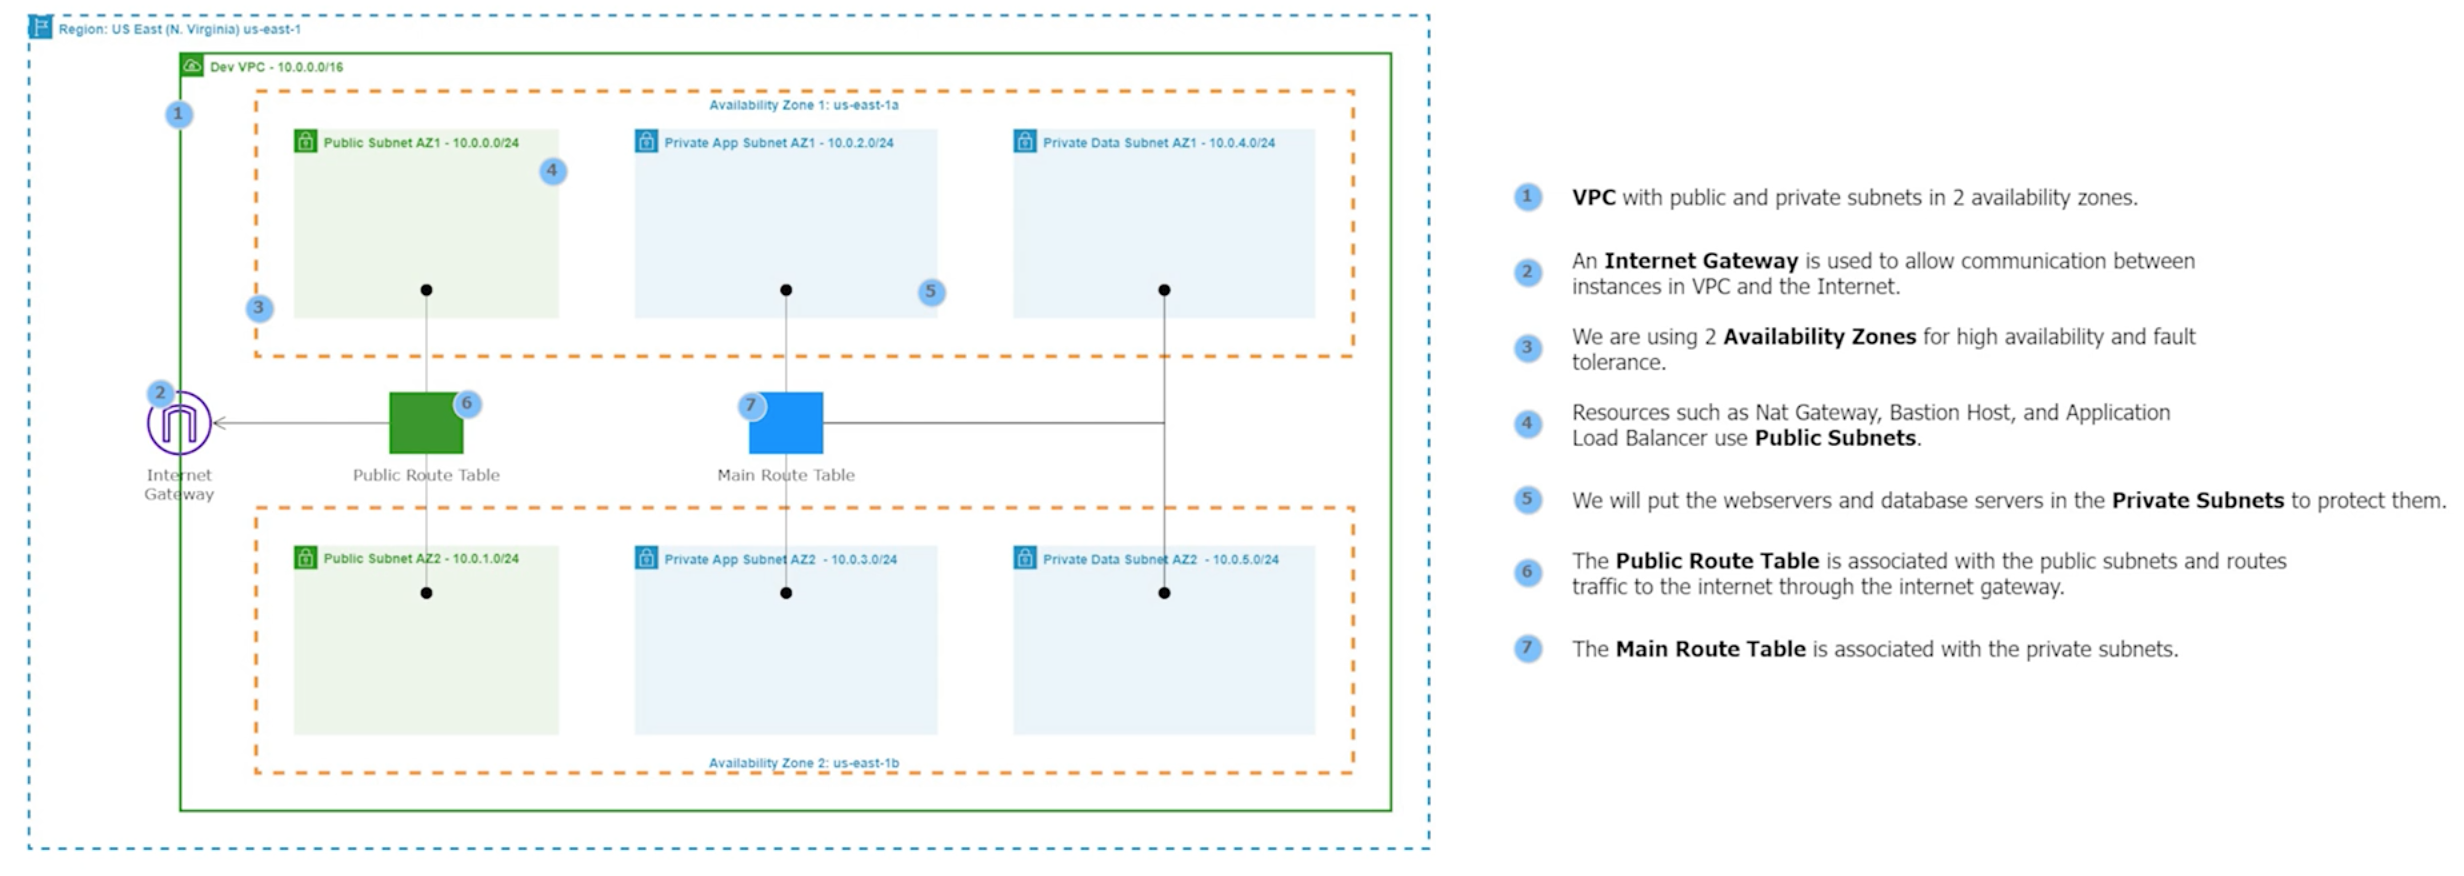 Region: US East (N. Virginia) us-east-1
Dev VPC - 10.0.0.0/16
1
Availability Zone 1: us-east-1a
Public Subnet AZ1 - 10.0.0.0/24
Private App Subnet AZ1 - 10.0.2.0/24
Private Data Subnet AZ1 - 10.0.4.0/24
4
5
3
2
6
7
Internet
Gateway
Public Route Table
Main Route Table
Public Subnet AZ2 - 10.0.1.0/24
Private App Subnet AZ2 - 10.0.3.0/24
Private Data Subnet AZ2 - 10.0.5.0/24
Availability Zone 2: us-east-1b
1 VPC with public and private subnets in 2 availability zones.
2 An Internet Gateway is used to allow communication between
instances in VPC and the Internet.
3 We are using 2 Availability Zones for high availability and fault
tolerance.
4 Resources such as Nat Gateway, Bastion Host, and Application
Load Balancer use Public Subnets.
5 We will put the webservers and database servers in the Private Subnets to protect them.
6 The Public Route Table is associated with the public subnets and routes
traffic to the internet through the internet gateway.
7 The Main Route Table is associated with the private subnets.